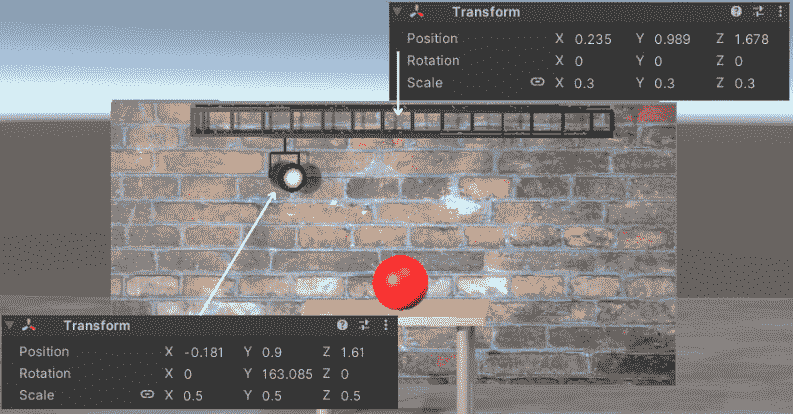 Transform
Position X 0.235 Y 0.989 Z 1.678
Rotation X 0 Y 0 Z 0
Scale X 0.3 Y 0.3 Z 0.3
Transform
Position X -0.181 Y 0.9 Z 1.61
Rotation X 0 Y 163.085 Z 0
Scale X 0.5 Y 0.5 Z 0.5